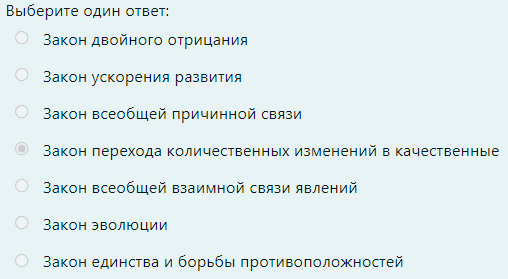 Выберите один ответ:
Закон двойного отрицания
Закон ускорения развития
Закон всеобщей причинной связи
Закон перехода количественных изменений в качественные
Закон всеобщей взаимной связи явлений
Закон эволюции
Закон единства и борьбы противоположностей